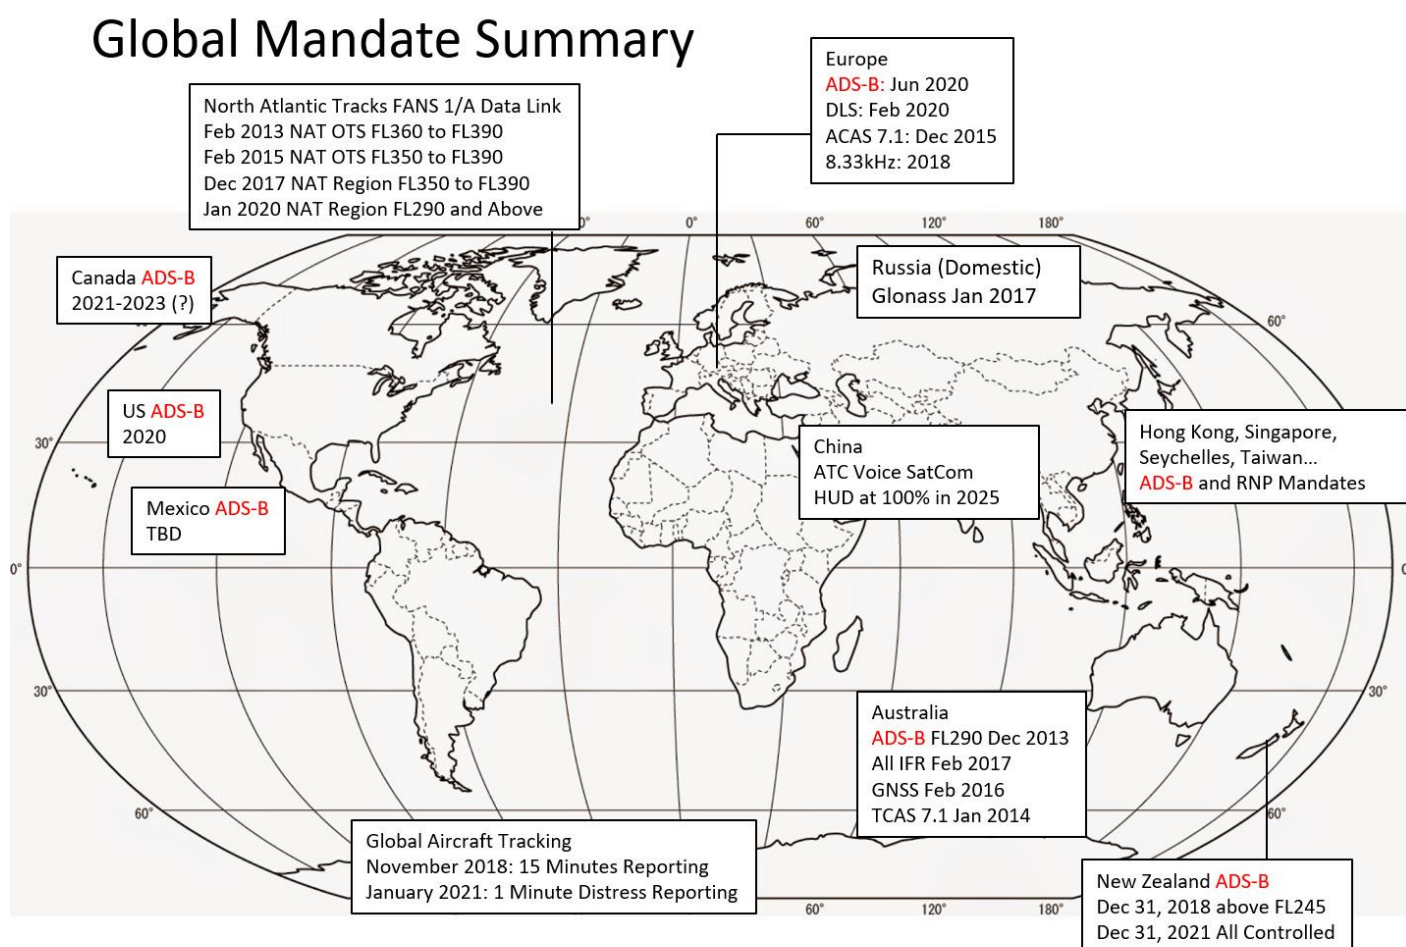 Global Mandate Summary
Europe
ADS-B: Jun 2020
DLS: Feb 2020
ACAS 7.1: Dec 2015
8.33kHz: 2018
North Atlantic Tracks FANS 1/A Data Link
Feb 2013 NAT OTS FL360 to FL390
Feb 2015 NAT OTS FL350 to FL390
Dec 2017 NAT Region FL350 to FL390
Jan 2020 NAT Region FL290 and Above
0°
0°
60°
120°
180°
Canada ADS-B
2021-2023 (?)
Russia (Domestic)
Glonass Jan 2017
60°
US ADS-B
2020
30°
China
ATC Voice SatCom
HUD at 100% in 2025
Hong Kong, Singapore,
Seychelles, Taiwan...
ADS-B and RNP Mandates
Mexico ADS-B
TBD
0°
30°
30°
Australia
ADS-B FL290 Dec 2013
All IFR Feb 2017
GNSS Feb 2016
TCAS 7.1 Jan 2014
60°
60°
Global Aircraft Tracking
November 2018: 15 Minutes Reporting
January 2021: 1 Minute Distress Reporting
60°
120°
180°
New Zealand ADS-B
Dec 31, 2018 above FL245
Dec 31, 2021 All Controlled